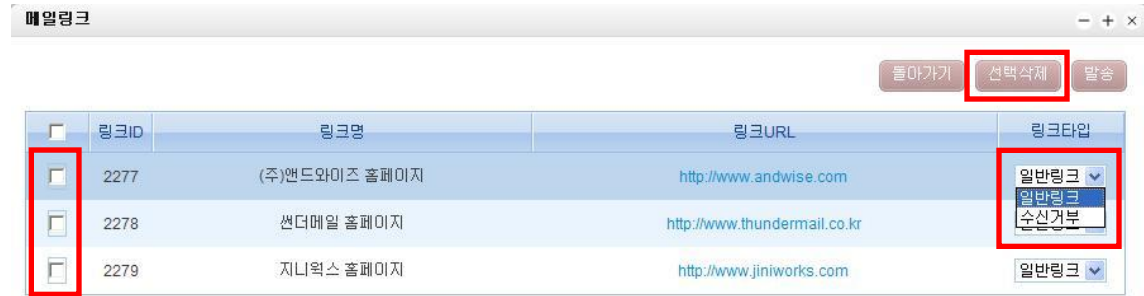 메일링크
돌아가기 선택삭제 발송
링크ID 링크명 링크URL 링크타입
2277 (주)앤드와이즈 홈페이지 http://www.andwise.com 일반링크
일반링크
수신거부
2278 썬더메일 홈페이지 http://www.thundermail.co.kr
2279 지니웍스 홈페이지 http://www.jiniworks.com 일반링크